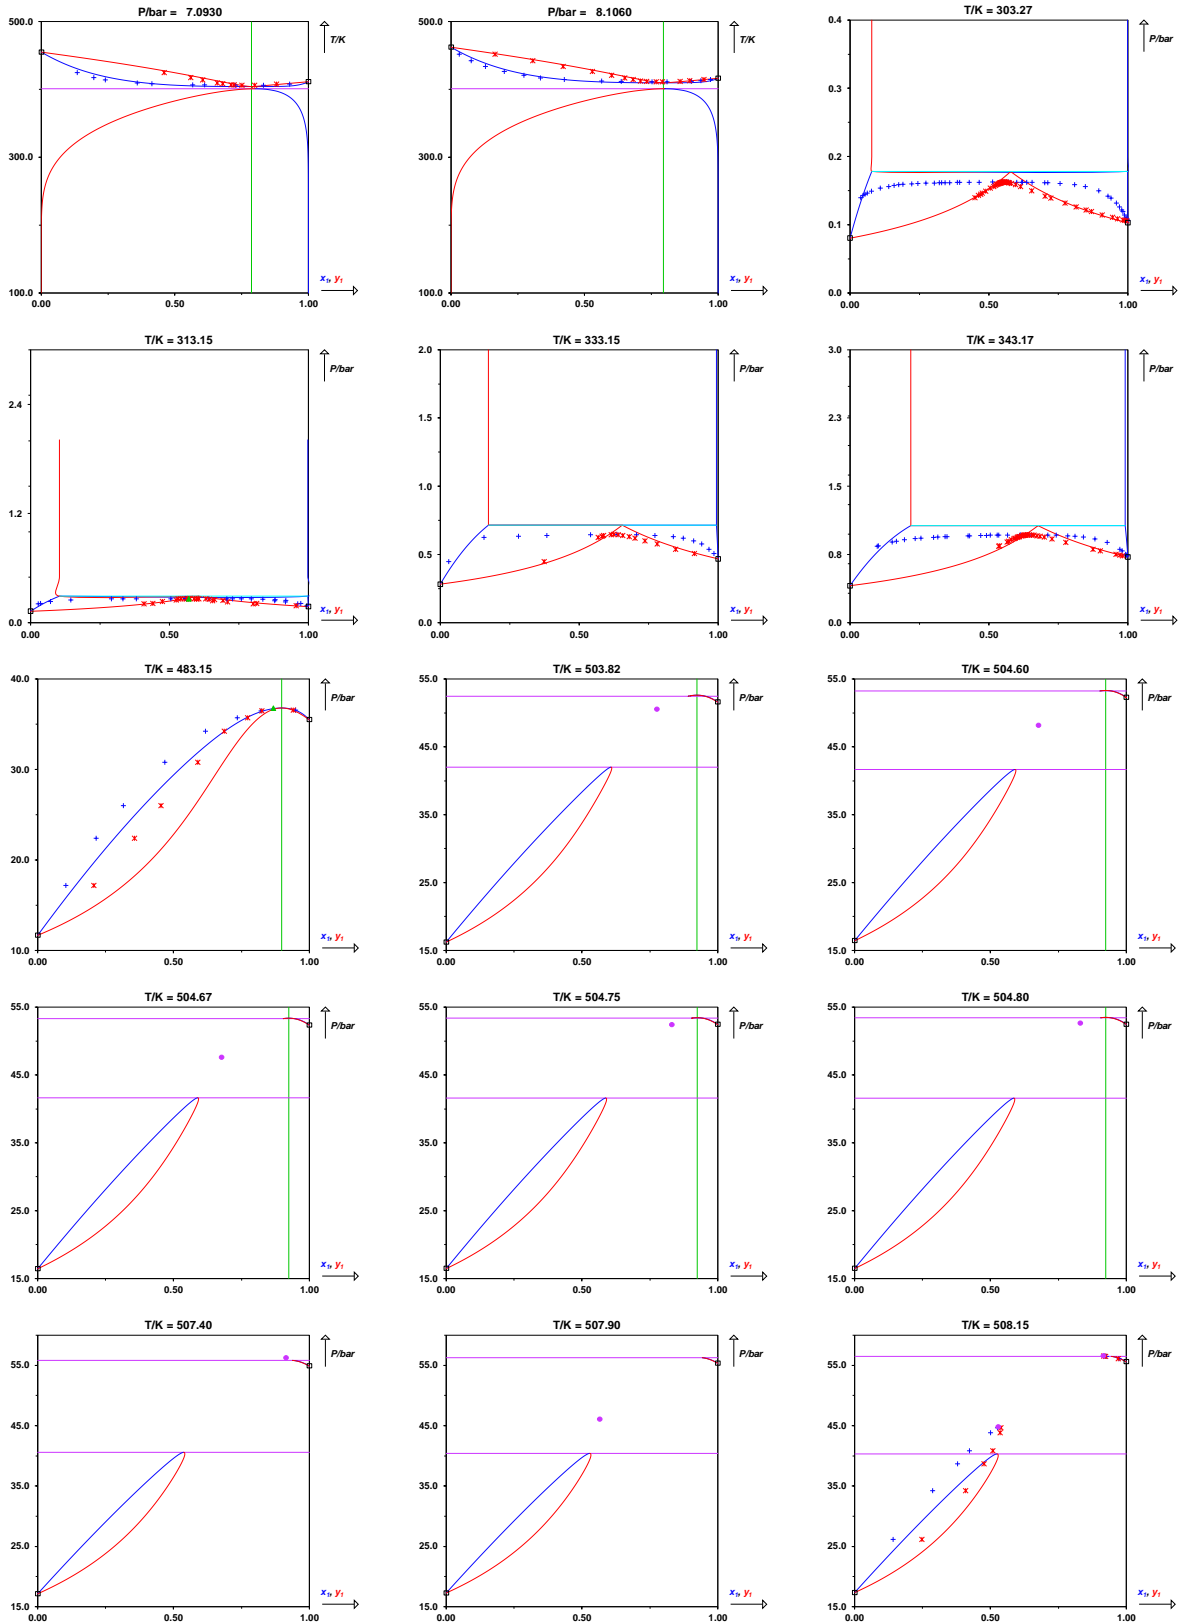 P/bar = 7.0930
500.0
T/K
300.0
x1, y1
100.0
0.00 0.50 1.00
P/bar = 8.1060
500.0
T/K
300.0
x1, y1
100.0
0.00 0.50 1.00
T/K = 303.27
0.4
P/bar
0.3
0.2
0.1
x1, y1
0.0
0.00 0.50 1.00
T/K = 313.15
P/bar
2.4
1.2
x1, y1
0.0
0.00 0.50 1.00
T/K = 333.15
2.0
P/bar
1.5
1.0
0.5
x1, y1
0.0
0.00 0.50 1.00
T/K = 343.17
3.0
P/bar
2.3
1.5
0.8
x1, y1
0.0
0.00 0.50 1.00
T/K = 483.15
40.0
P/bar
30.0
20.0
x1, y1
10.0
0.00 0.50 1.00
T/K = 503.82
55.0
P/bar
45.0
35.0
25.0
x1, y1
15.0
0.00 0.50 1.00
T/K = 504.60
55.0
P/bar
45.0
35.0
25.0
x1, y1
15.0
0.00 0.50 1.00
T/K = 504.67
55.0
P/bar
45.0
35.0
25.0
x1, y1
15.0
0.00 0.50 1.00
T/K = 504.75
55.0
P/bar
45.0
35.0
25.0
x1, y1
15.0
0.00 0.50 1.00
T/K = 504.80
55.0
P/bar
45.0
35.0
25.0
x1, y1
15.0
0.00 0.50 1.00
T/K = 507.40
P/bar
55.0
45.0
35.0
25.0
x1, y1
15.0
0.00 0.50 1.00
T/K = 507.90
P/bar
55.0
45.0
35.0
25.0
x1, y1
15.0
0.00 0.50 1.00
T/K = 508.15
P/bar
55.0
45.0
35.0
25.0
x1, y1
15.0
0.00 0.50 1.00